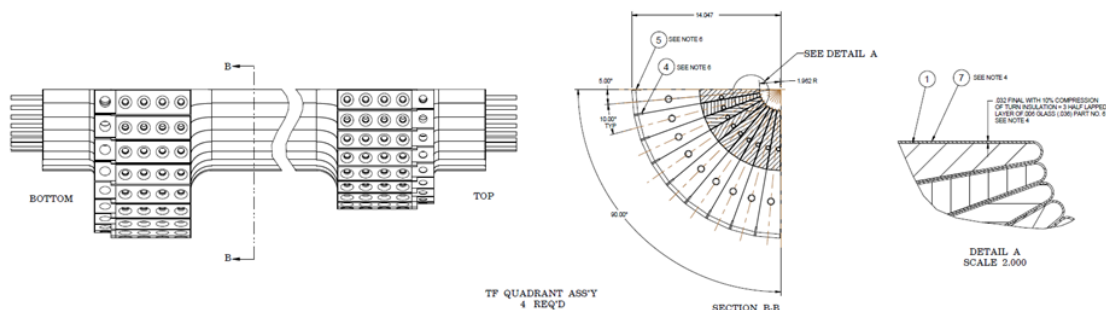 B
B
BOTTOM
TOP
14.047
5 SEE NOTE 6
4 SEE NOTE 6
SEE DETAIL A
1.962 R
5.00°
10.00°
TYP
90.00°
TF QUADRANT ASS'Y
4 REQ'D
SECTION B-B
1
7 SEE NOTE 4
.032 FINAL WITH 10% COMPRESSION
OF TURN INSULATION = 3 HALF LAPPED
LAYER OF .006 GLASS (.036) PART NO. 6
SEE NOTE 4
DETAIL A
SCALE 2.000